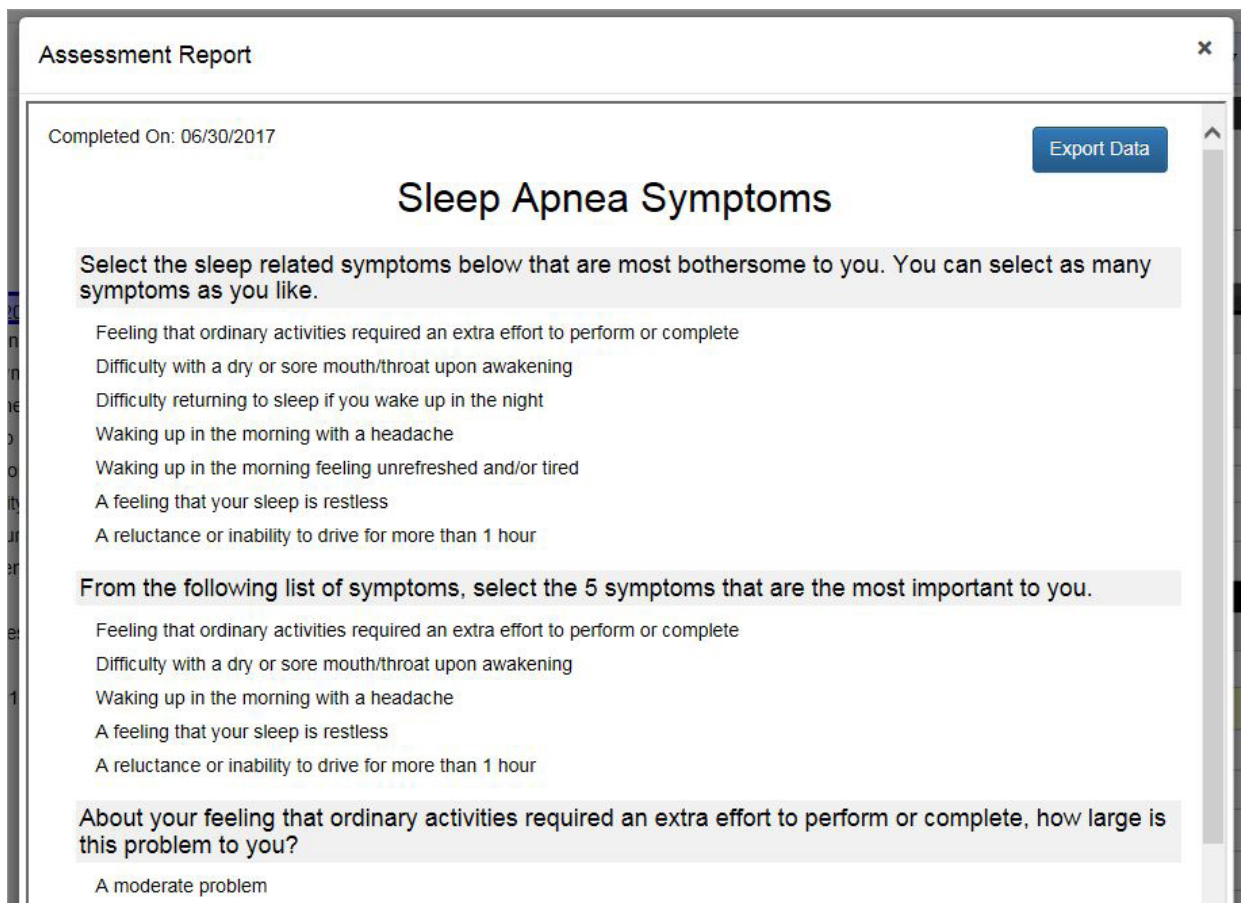 Assessment Report
×
Completed On: 06/30/2017
Export Data
Sleep Apnea Symptoms
Select the sleep related symptoms below that are most bothersome to you. You can select as many
symptoms as you like.
Feeling that ordinary activities required an extra effort to perform or complete
Difficulty with a dry or sore mouth/throat upon awakening
Difficulty returning to sleep if you wake up in the night
Waking up in the morning with a headache
Waking up in the morning feeling unrefreshed and/or tired
A feeling that your sleep is restless
A reluctance or inability to drive for more than 1 hour
From the following list of symptoms, select the 5 symptoms that are the most important to you.
Feeling that ordinary activities required an extra effort to perform or complete
Difficulty with a dry or sore mouth/throat upon awakening
Waking up in the morning with a headache
A feeling that your sleep is restless
A reluctance or inability to drive for more than 1 hour
About your feeling that ordinary activities required an extra effort to perform or complete, how large is
this problem to you?
A moderate problem